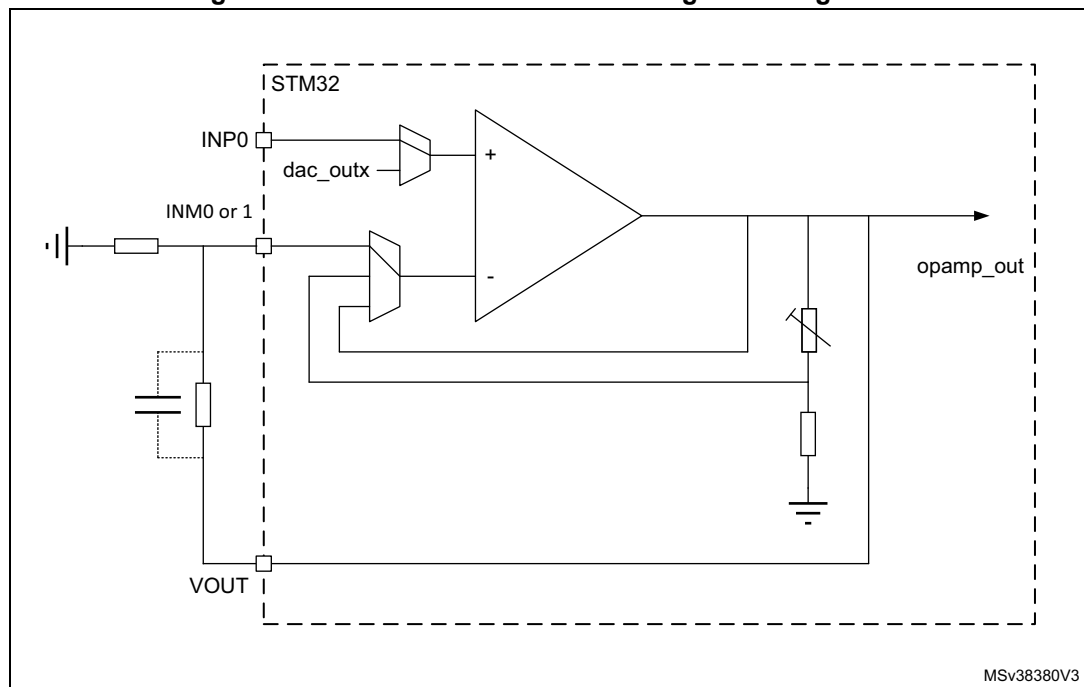 STM32
INP0
+
dac_outx
INM0 or 1
-
opamp_out
VOUT
MSv38380V3